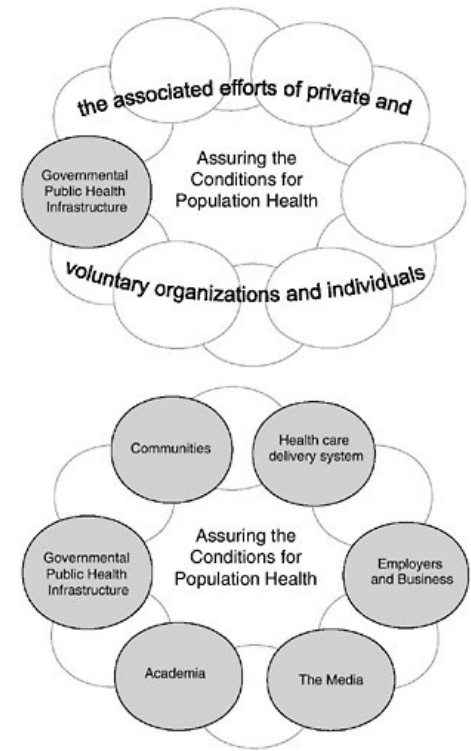 the associated efforts of private and
Governmental
Public Health
Infrastructure
Assuring the
Conditions for
Population Health
voluntary organizations and individuals
Communities
Health care
delivery system
Governmental
Public Health
Infrastructure
Assuring the
Conditions for
Population Health
Employers
and Business
Academia
The Media